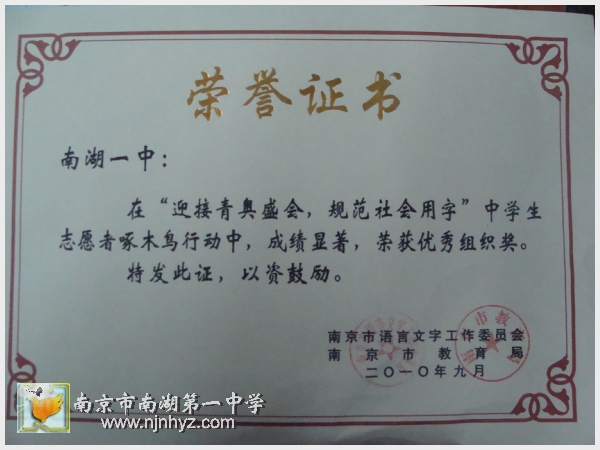 荣誉证书
南湖一中：
在“迎接青奥盛会，规范社会用字”中学生
志愿者啄木鸟行动中，成绩显著，荣获优秀组织奖。
特发此证，以资鼓励。
南京市语言文字工作委员会
南京市教育局
二〇一〇年九月
南京市南湖第一中学
www.njnhyz.com